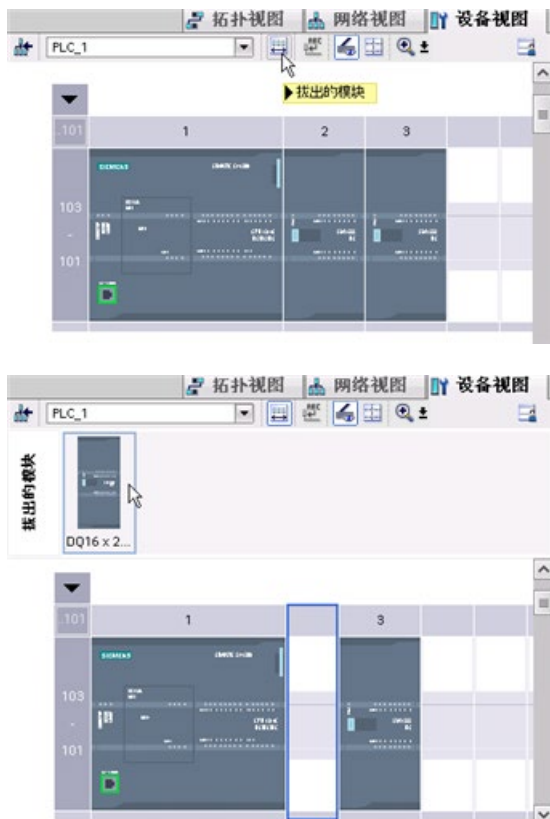 拓扑视图 网络视图 设备视图
PLC_1
拔出的模块
101
1 2 3
SIEMENS
103
-
101
拓扑视图 网络视图 设备视图
PLC_1
拔出的模块
DQ16 x 2...
101
1 3
SIEMENS
103
-
101